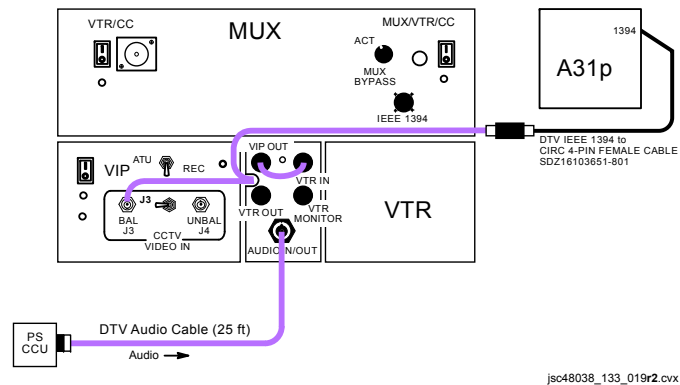 VTR/CC
MUX
MUX/VTR/CC
ACT
MUX
BYPASS
IEEE 1394
1394
A31p
DTV IEEE 1394 to
CIRC 4-PIN FEMALE CABLE
SDZ16103651-801
VIP
ATU
REC
J3
BAL
J3
UNBAL
J4
CCTV
VIDEO IN
VIP OUT
VTR IN
VTR OUT
VTR
MONITOR
AUDIO IN/OUT
VTR
PS
CCU
DTV Audio Cable (25 ft)
Audio
jsc48038_133_019r2.cvx